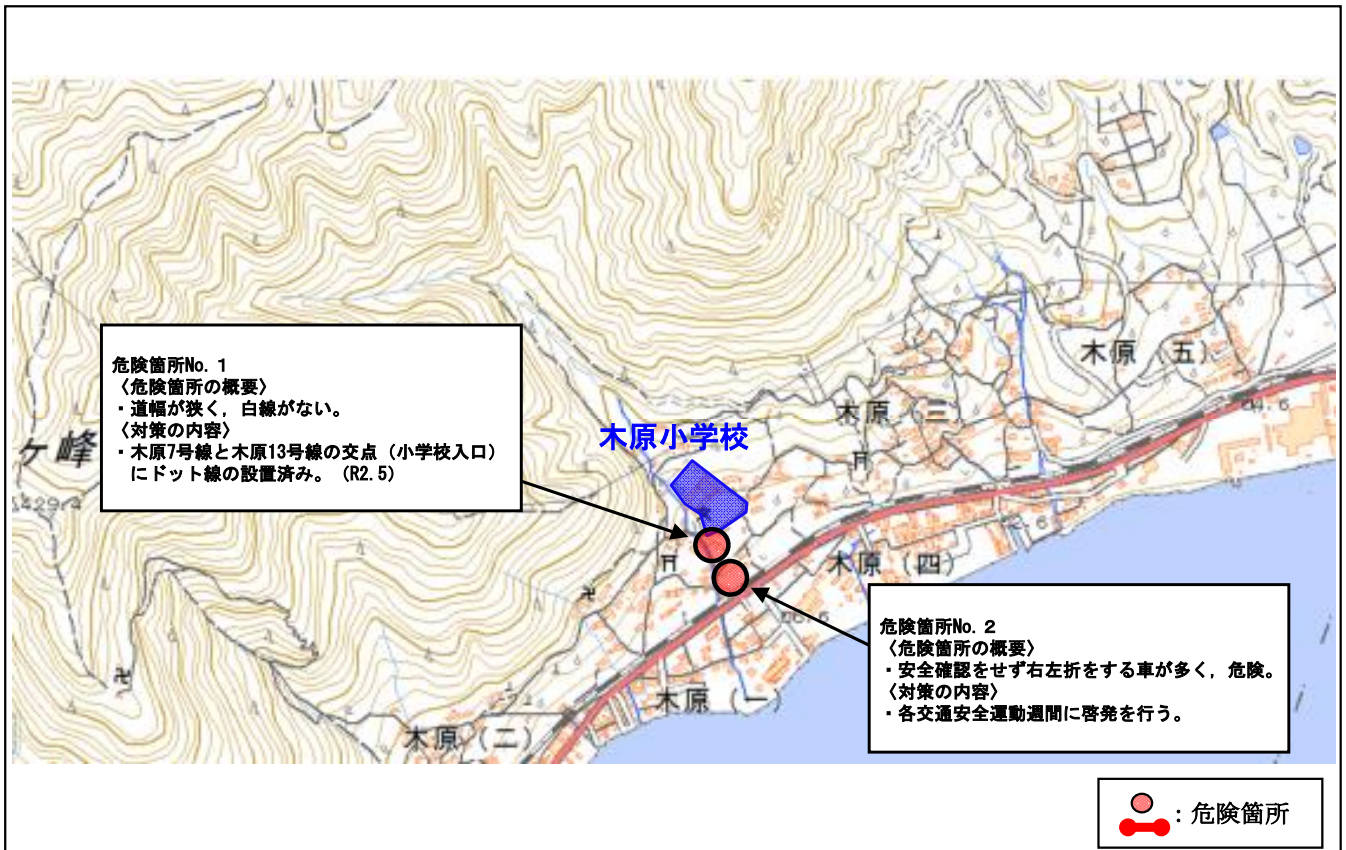 危険箇所No. 1
〈危険箇所の概要〉
・道幅が狭く，白線がない。
〈対策の内容〉
・木原7号線と木原13号線の交点（小学校入口）
にドット線の設置済み。（R2.5）
ケ峰
木原小学校
木原（五）
木原（三）
木原（四）
木原（一）
木原（二）
危険箇所No. 2
〈危険箇所の概要〉
・安全確認をせず右左折をする車が多く，危険。
〈対策の内容〉
・各交通安全運動週間に啓発を行う。
：危険箇所